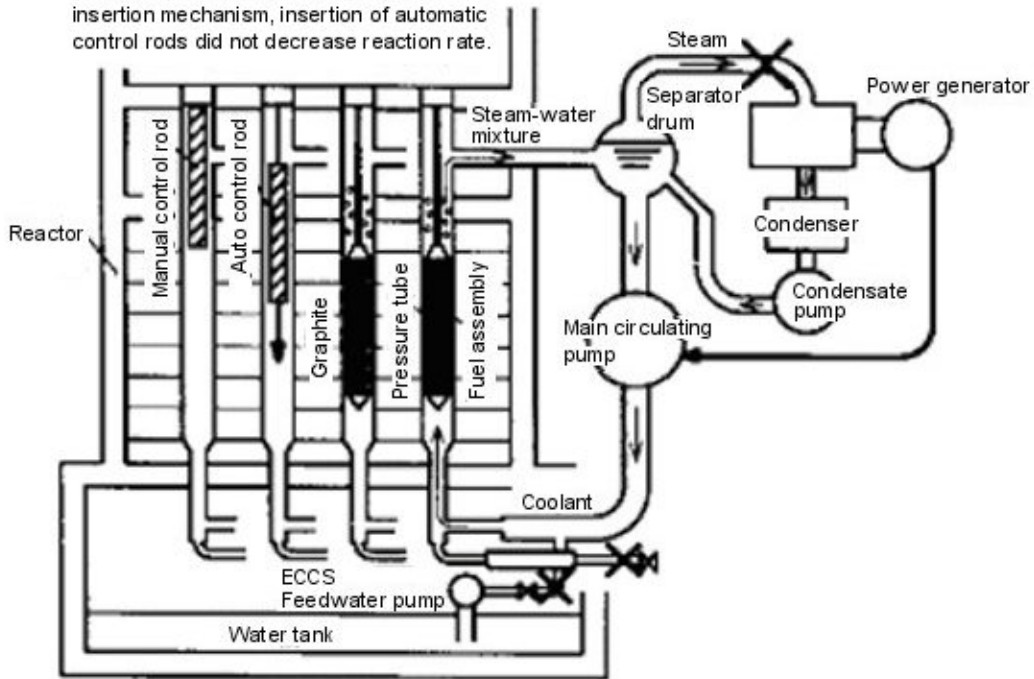 insertion mechanism, insertion of automatic
control rods did not decrease reaction rate.
Steam
Power generator
Separator
drum
Steam-water
mixture
Manual control rod
Auto control rod
Reactor
Condenser
Condensate
pump
Graphite
Pressure tube
Fuel assembly
Main circulating
pump
Coolant
ECCS
Feedwater pump
Water tank